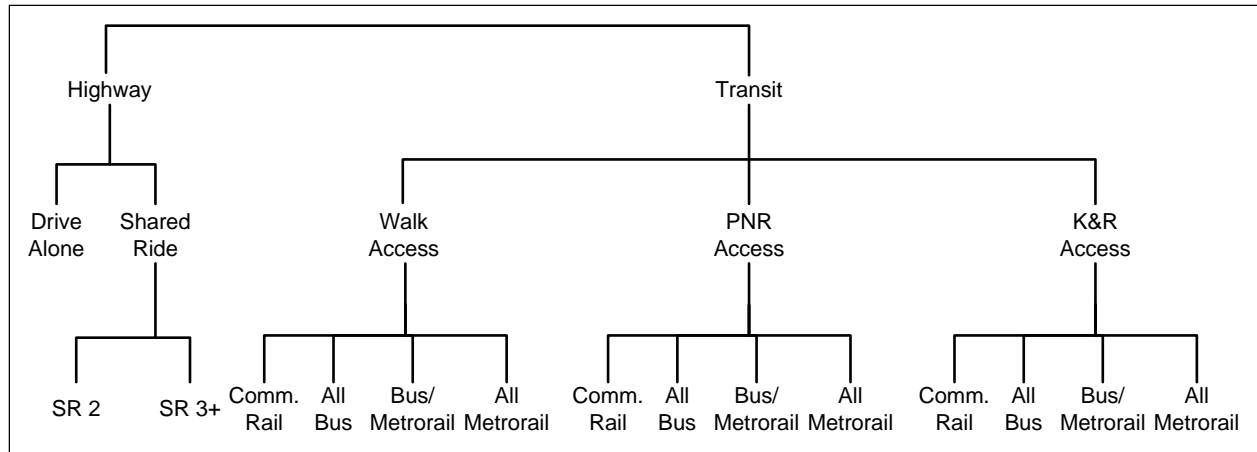 Highway
Transit
Drive
Alone
Shared
Ride
Walk
Access
PNR
Access
K&R
Access
SR 2
SR 3+
Comm.
Rail
All
Bus
Bus/
Metrorail
All
Metrorail
Comm.
Rail
All
Bus
Bus/
Metrorail
All
Metrorail
Comm.
Rail
All
Bus
Bus/
Metrorail
All
Metrorail